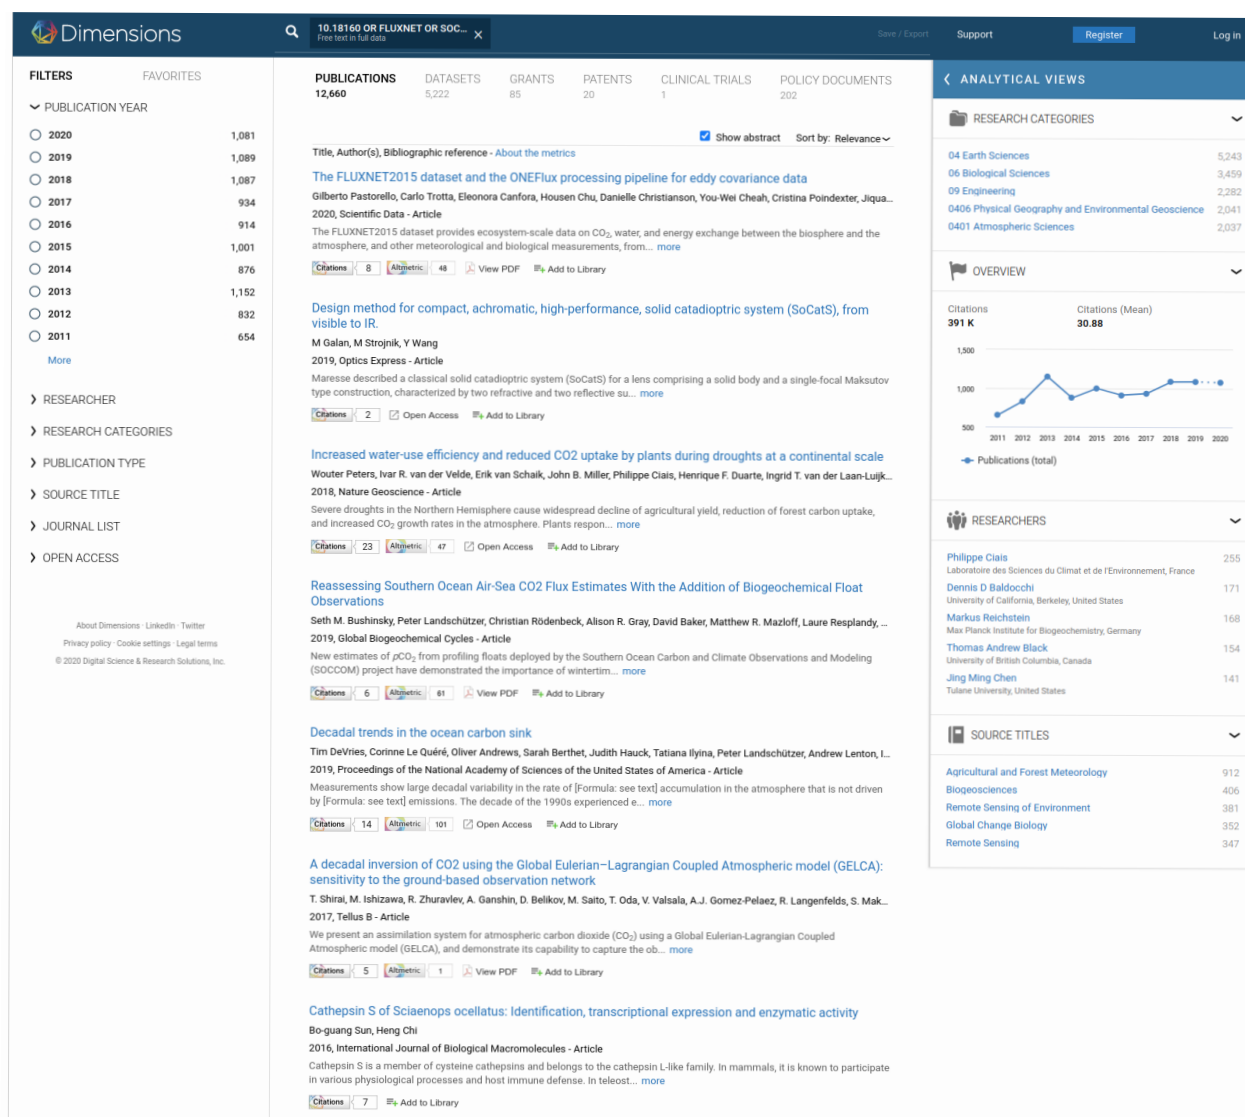 Dimensions
10.18160 OR FLUXNET OR SOC...
Free text in full data
Save / Export
Support
Register
Log in
FILTERS
FAVORITES
PUBLICATION YEAR
2020 1,081
2019 1,089
2018 1,087
2017 934
2016 914
2015 1,001
2014 876
2013 1,152
2012 832
2011 654
More
RESEARCHER
RESEARCH CATEGORIES
PUBLICATION TYPE
SOURCE TITLE
JOURNAL LIST
OPEN ACCESS
About Dimensions · LinkedIn · Twitter
Privacy policy · Cookie settings · Legal terms
© 2020 Digital Science & Research Solutions, Inc.
PUBLICATIONS DATASETS GRANTS PATENTS CLINICAL TRIALS POLICY DOCUMENTS
12,660 5,222 85 20 1 202
Show abstract Sort by: Relevance
Title, Author(s), Bibliographic reference - About the metrics
The FLUXNET2015 dataset and the ONEFlux processing pipeline for eddy covariance data
Gilberto Pastorello, Carlo Trotta, Eleonora Canfora, Housen Chu, Danielle Christianson, You-Wei Cheah, Cristina Poindexter, Jiqua...
2020, Scientific Data - Article
The FLUXNET2015 dataset provides ecosystem-scale data on CO2, water, and energy exchange between the biosphere and the
atmosphere, and other meteorological and biological measurements, from... more
Citations 8 Altmetric 48 View PDF Add to Library
Design method for compact, achromatic, high-performance, solid catadioptric system (SoCatS), from
visible to IR.
M Galan, M Strojnik, Y Wang
2019, Optics Express - Article
Maresse described a classical solid catadioptric system (SoCatS) for a lens comprising a solid body and a single-focal Maksutov
type construction, characterized by two refractive and two reflective su... more
Citations 2 Open Access Add to Library
Increased water-use efficiency and reduced CO2 uptake by plants during droughts at a continental scale
Wouter Peters, Ivar R. van der Velde, Erik van Schaik, John B. Miller, Philippe Ciais, Henrique F. Duarte, Ingrid T. van der Laan-Luijk...
2018, Nature Geoscience - Article
Severe droughts in the Northern Hemisphere cause widespread decline of agricultural yield, reduction of forest carbon uptake,
and increased CO2 growth rates in the atmosphere. Plants respon... more
Citations 23 Altmetric 47 Open Access Add to Library
Reassessing Southern Ocean Air-Sea CO2 Flux Estimates With the Addition of Biogeochemical Float
Observations
Seth M. Bushinsky, Peter Landschützer, Christian Rödenbeck, Alison R. Gray, David Baker, Matthew R. Mazloff, Laure Resplandy, ...
2019, Global Biogeochemical Cycles - Article
New estimates of pCO2 from profiling floats deployed by the Southern Ocean Carbon and Climate Observations and Modeling
(SOCCOM) project have demonstrated the importance of wintertim... more
Citations 6 Altmetric 61 View PDF Add to Library
Decadal trends in the ocean carbon sink
Tim DeVries, Corinne Le Quéré, Oliver Andrews, Sarah Berthet, Judith Hauck, Tatiana Ilyina, Peter Landschützer, Andrew Lenton, I...
2019, Proceedings of the National Academy of Sciences of the United States of America - Article
Measurements show large decadal variability in the rate of [Formula: see text] accumulation in the atmosphere that is not driven
by [Formula: see text] emissions. The decade of the 1990s experienced e... more
Citations 14 Altmetric 101 Open Access Add to Library
A decadal inversion of CO2 using the Global Eulerian–Lagrangian Coupled Atmospheric model (GELCA):
sensitivity to the ground-based observation network
T. Shirai, M. Ishizawa, R. Zhuravlev, A. Ganshin, D. Belikov, M. Saito, T. Oda, V. Valsala, A.J. Gomez-Pelaez, R. Langenfelds, S. Mak...
2017, Tellus B - Article
We present an assimilation system for atmospheric carbon dioxide (CO2) using a Global Eulerian-Lagrangian Coupled
Atmospheric model (GELCA), and demonstrate its capability to capture the ob... more
Citations 5 Altmetric 1 View PDF Add to Library
Cathepsin S of Sciaenops ocellatus: Identification, transcriptional expression and enzymatic activity
Bo-guang Sun, Heng Chi
2016, International Journal of Biological Macromolecules - Article
Cathepsin S is a member of cysteine cathepsins and belongs to the cathepsin L-like family. In mammals, it is known to participate
in various physiological processes and host immune defense. In teleost... more
Citations 7 Add to Library
ANALYTICAL VIEWS
RESEARCH CATEGORIES
04 Earth Sciences 5,243
06 Biological Sciences 3,459
09 Engineering 2,282
0406 Physical Geography and Environmental Geoscience 2,041
0401 Atmospheric Sciences 2,037
OVERVIEW
Citations Citations (Mean)
391 K 30.88
1,500
1,000
500
2011 2012 2013 2014 2015 2016 2017 2018 2019 2020
Publications (total)
RESEARCHERS
Philippe Ciais 255
Laboratoire des Sciences du Climat et de l'Environnement, France
Dennis D Baldocchi 171
University of California, Berkeley, United States
Markus Reichstein 168
Max Planck Institute for Biogeochemistry, Germany
Thomas Andrew Black 154
University of British Columbia, Canada
Jing Ming Chen 141
Tulane University, United States
SOURCE TITLES
Agricultural and Forest Meteorology 912
Biogeosciences 406
Remote Sensing of Environment 381
Global Change Biology 352
Remote Sensing 347